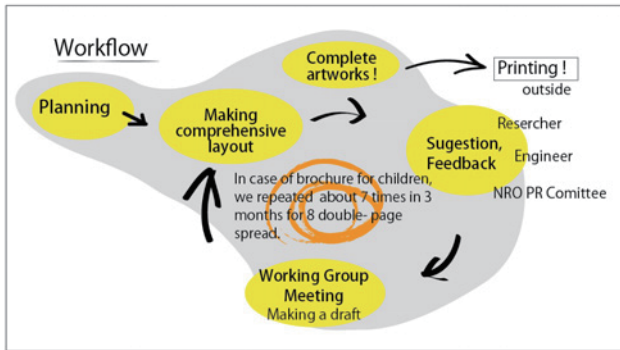 Workflow
Planning
Making
comprehensive
layout
Complete
artworks !
Printing !
outside
Sugestion,
Feedback
Resercher
Engineer
NRO PR Comittee
In case of brochure for children,
we repeated about 7 times in 3
months for 8 double- page
spread.
Working Group
Meeting
Making a draft